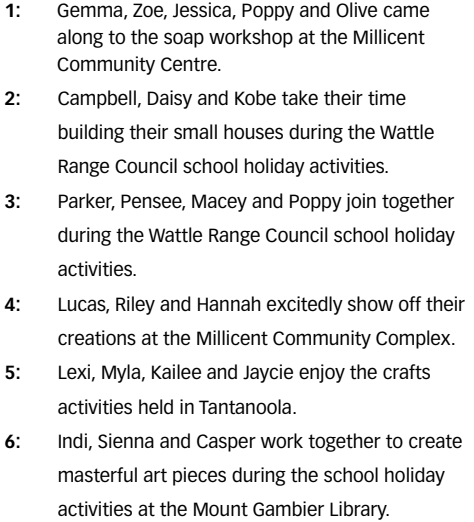 1: Gemma, Zoe, Jessica, Poppy and Olive came
along to the soap workshop at the Millicent
Community Centre.
2: Campbell, Daisy and Kobe take their time
building their small houses during the Wattle
Range Council school holiday activities.
3: Parker, Pensee, Macey and Poppy join together
during the Wattle Range Council school holiday
activities.
4: Lucas, Riley and Hannah excitedly show off their
creations at the Millicent Community Complex.
5: Lexi, Myla, Kailee and Jaycie enjoy the crafts
activities held in Tantanoola.
6: Indi, Sienna and Casper work together to create
masterful art pieces during the school holiday
activities at the Mount Gambier Library.